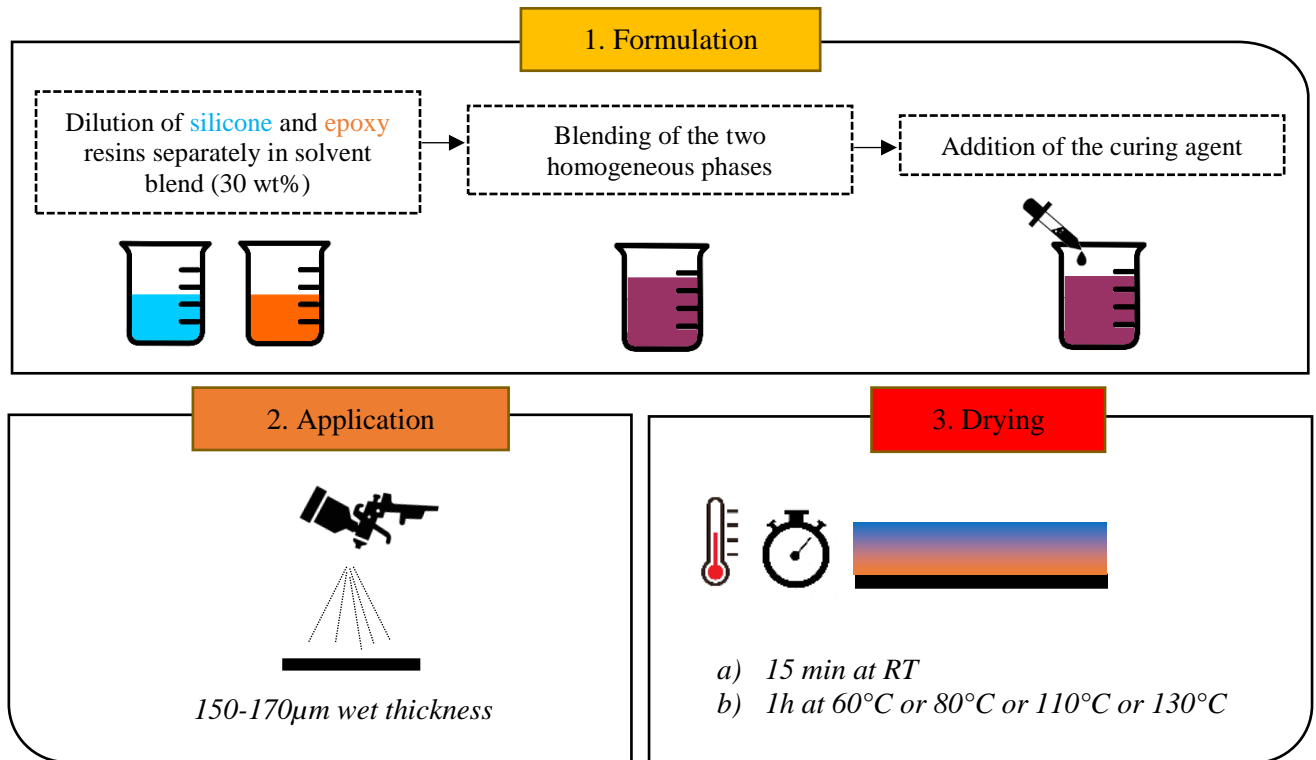 1. Formulation
Dilution of silicone and epoxy
resins separately in solvent
blend (30 wt%)
Blending of the two
homogeneous phases
Addition of the curing agent
2. Application
150-170µm wet thickness
3. Drying
a) 15 min at RT
b) 1h at 60°C or 80°C or 110°C or 130°C